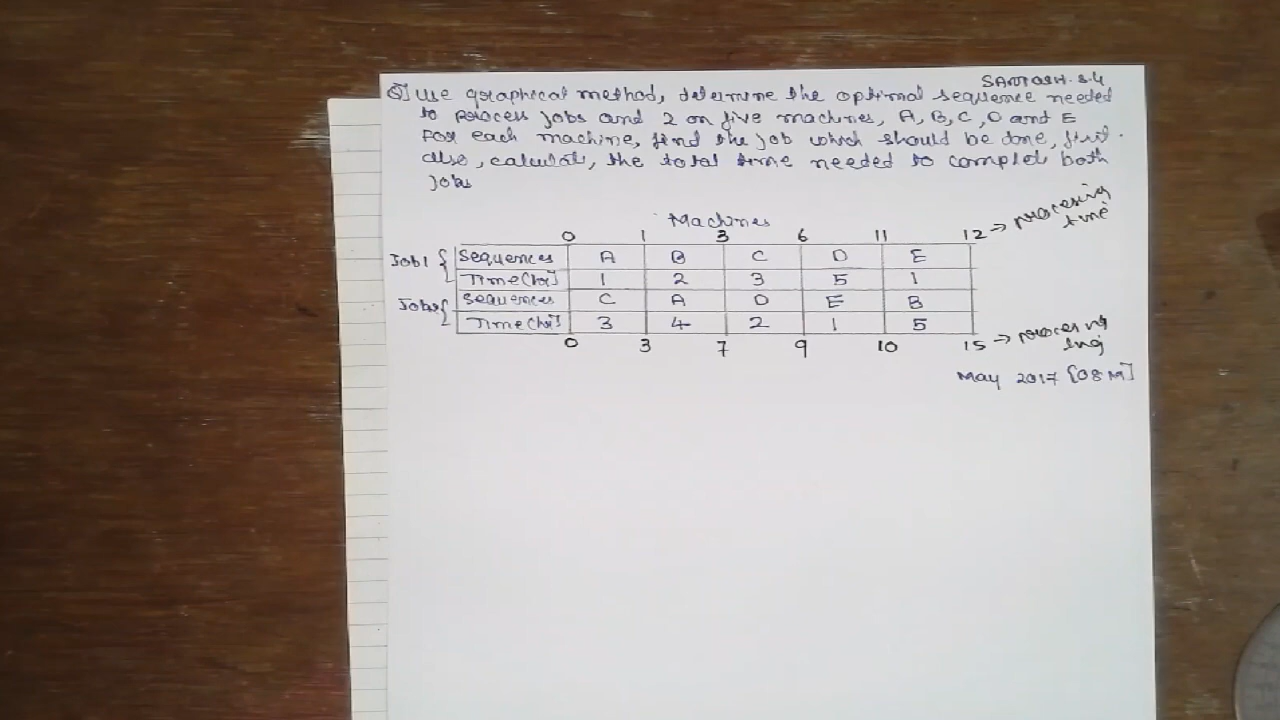 SANTOSH.S.H
Q] Use graphical method, determine the optimal sequence needed
to process jobs and 2 on five machines, A, B, C, D and E
For each machine, find the job which should be done, first.
also, calculate, the total time needed to complet both
Jobs
Machines
0 1 3 6 11 12 → processing time
Job1 { Sequences A B C D E
Time(hr) 1 2 3 5 1
Job2 { Sequences C A D E B
Time(hr) 3 4 2 1 5
0 3 7 9 10 15 → processing
May 2017 [08 M]